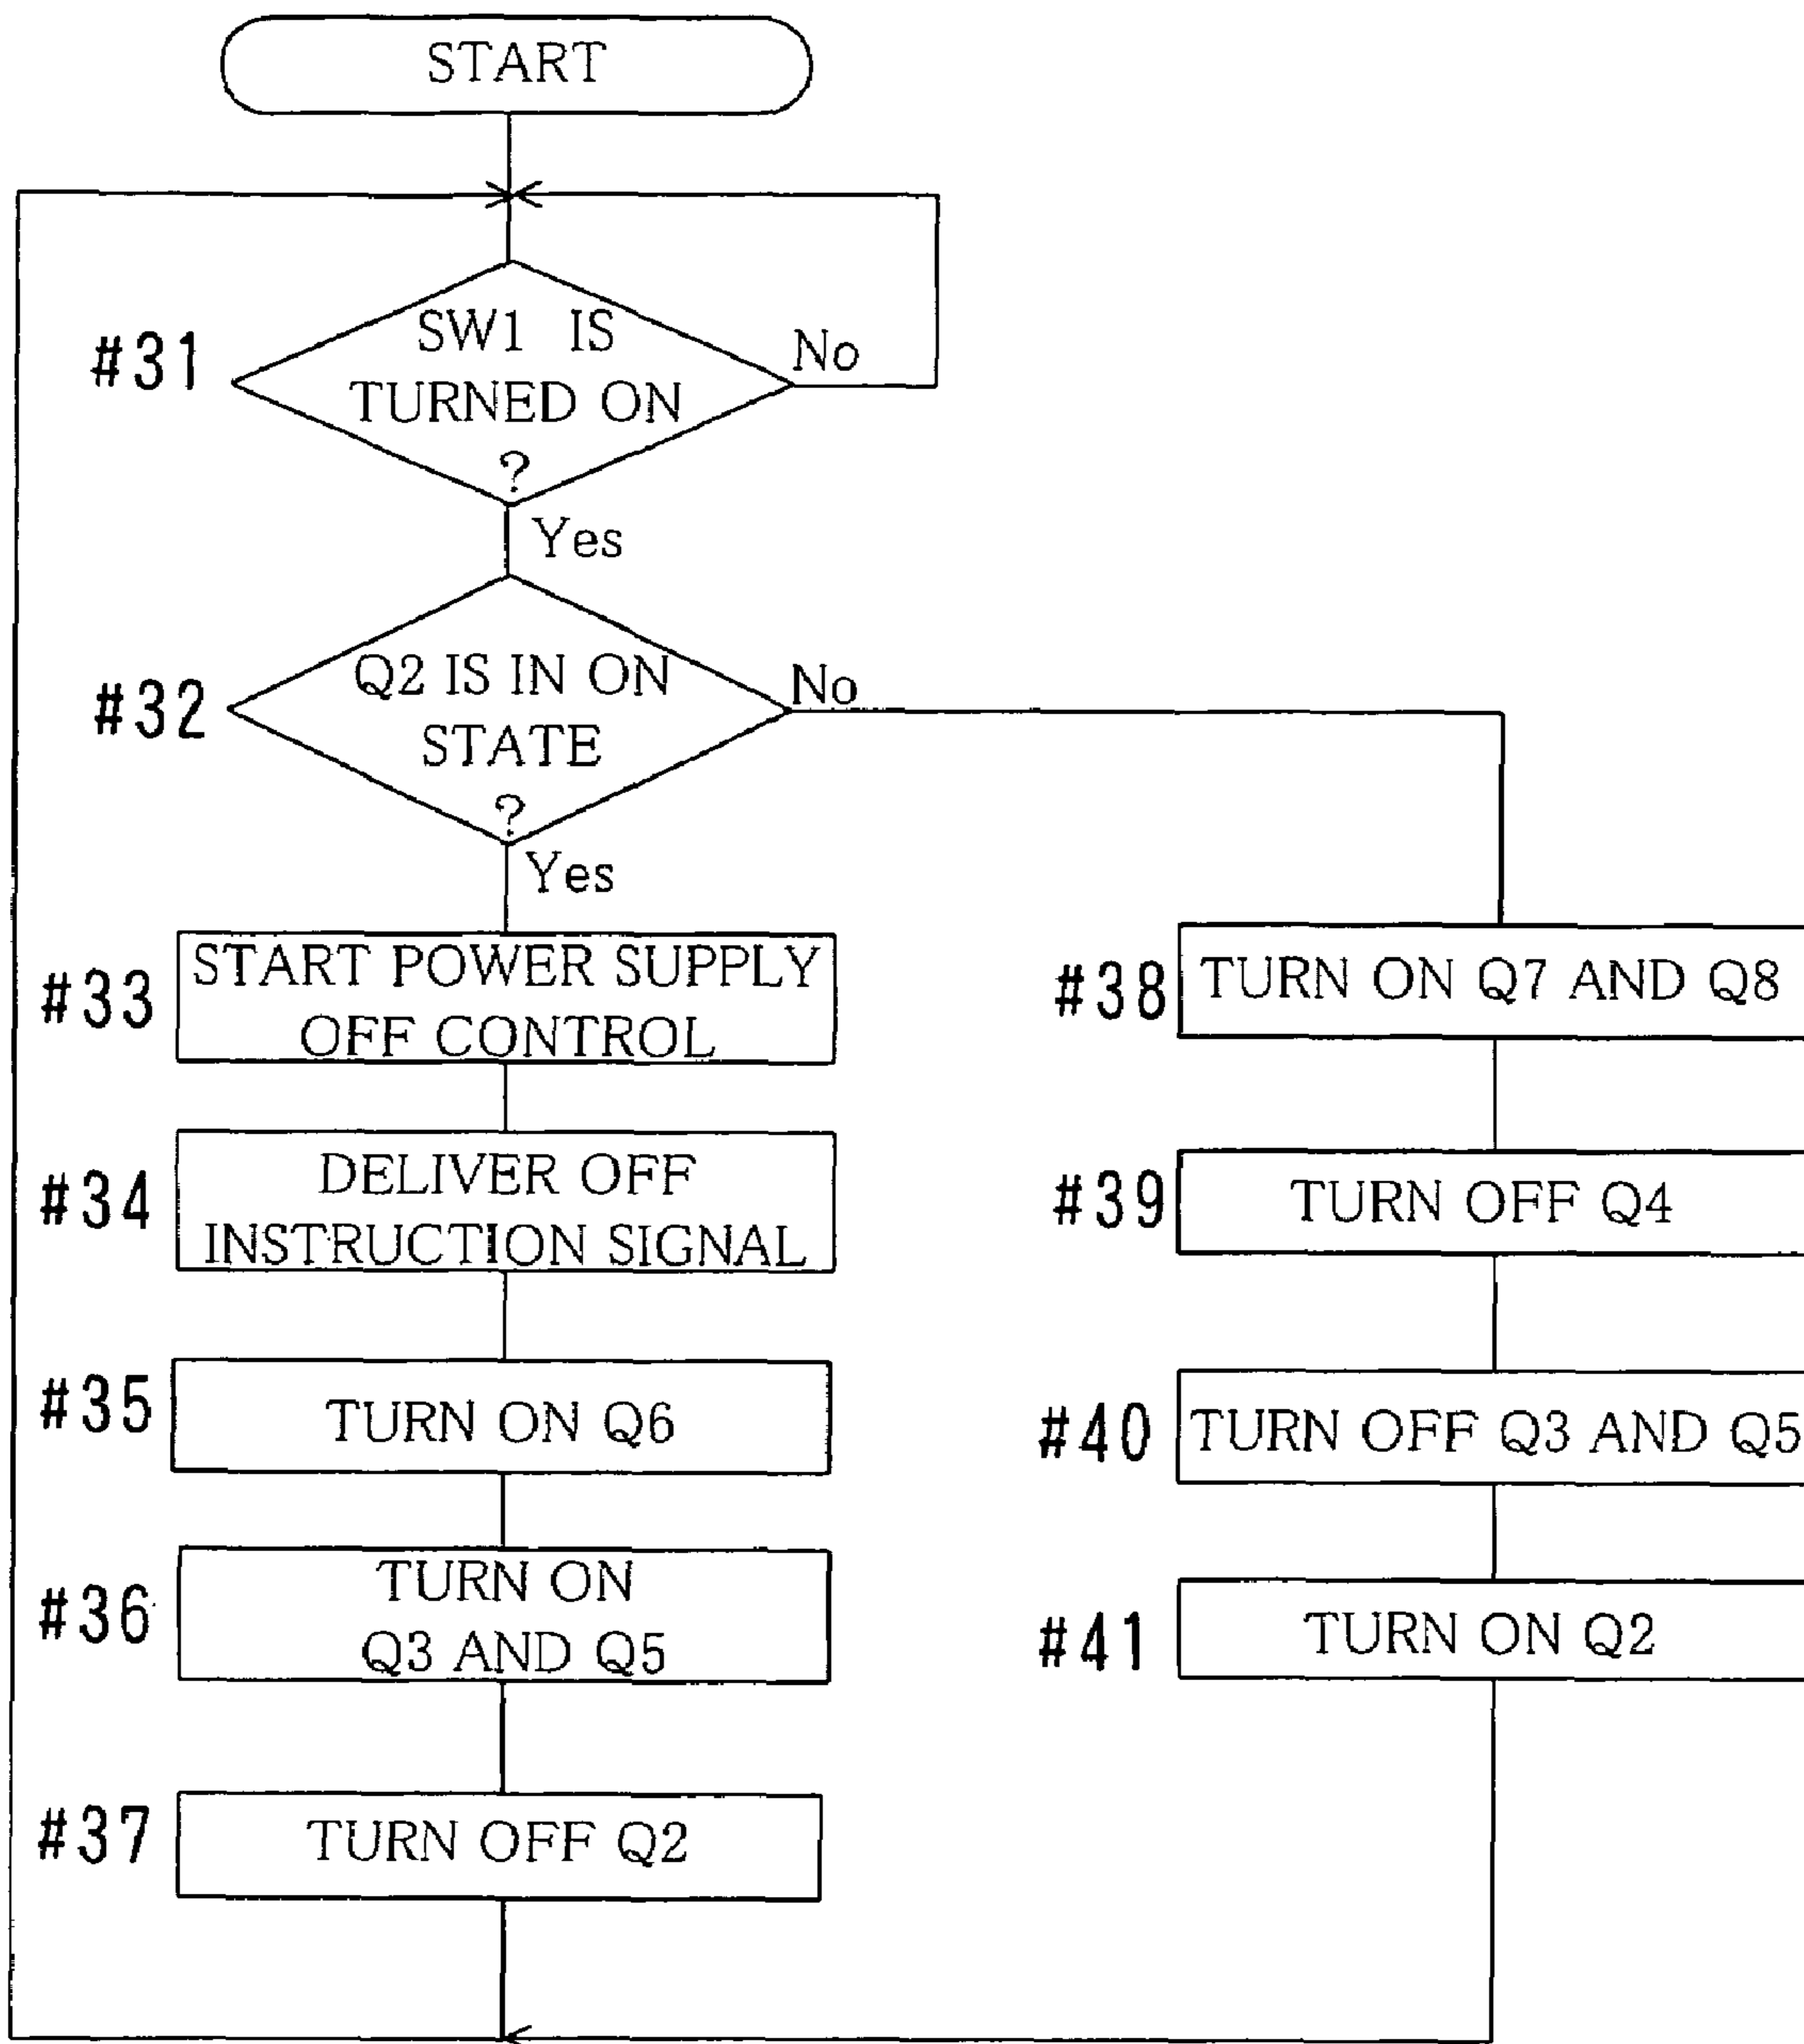 START
#31
SW1 IS
TURNED ON
?
No
Yes
#32
Q2 IS IN ON
STATE
?
No
Yes
#33
START POWER SUPPLY
OFF CONTROL
#34
DELIVER OFF
INSTRUCTION SIGNAL
#35
TURN ON Q6
#36
TURN ON
Q3 AND Q5
#37
TURN OFF Q2
#38
TURN ON Q7 AND Q8
#39
TURN OFF Q4
#40
TURN OFF Q3 AND Q5
#41
TURN ON Q2